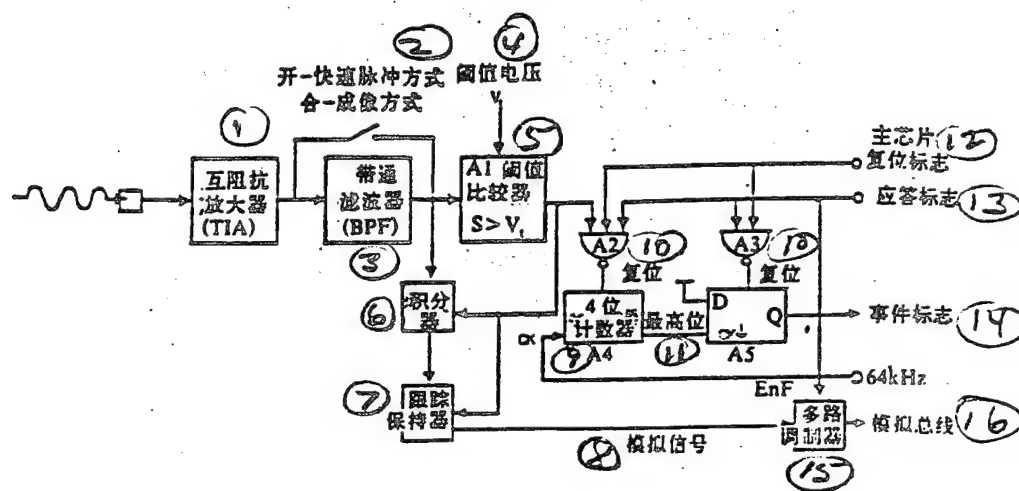 ②
④
开-快速脉冲方式
合-成像方式
阈值电压
V_t
①
⑤
互阻抗
放大器
(TIA)
带通
滤波器
(BPF)
③
A1 阈值
比较器
S > V_t
主芯片
复位标志
⑫
应答标志
⑬
A2
⑩
复位
A3
⑩
复位
⑥
积分
器
4 位
计数器
⑨
A4
最高位
⑪
D
Q
A5
事件标志
⑭
64kHz
EnF
⑦
跟踪
保持器
⑧
模拟信号
多路
调制器
⑮
模拟总线
⑯